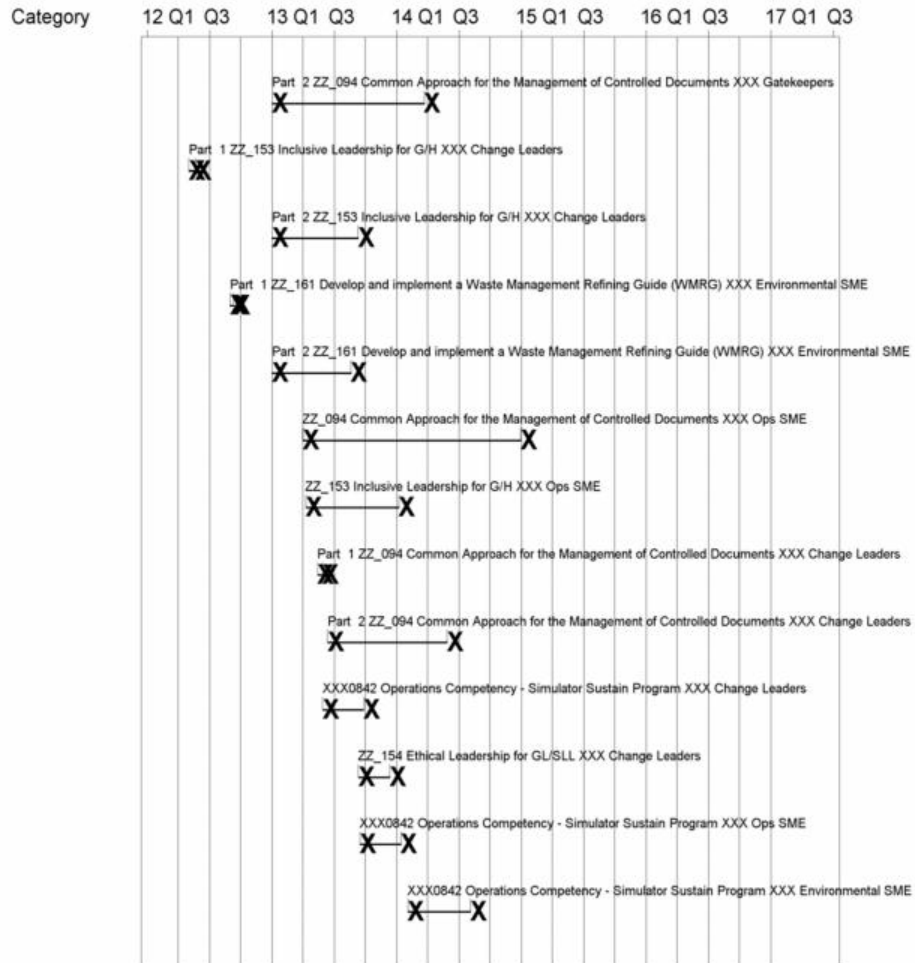 Category 12 Q1 Q3 13 Q1 Q3 14 Q1 Q3 15 Q1 Q3 16 Q1 Q3 17 Q1 Q3
Part 2 ZZ_094 Common Approach for the Management of Controlled Documents XXX Gatekeepers
X X
Part 1 ZZ_153 Inclusive Leadership for G/H XXX Change Leaders
X X
Part 2 ZZ_153 Inclusive Leadership for G/H XXX Change Leaders
X X
Part 1 ZZ_161 Develop and implement a Waste Management Refining Guide (WMRG) XXX Environmental SME
X X
Part 2 ZZ_161 Develop and implement a Waste Management Refining Guide (WMRG) XXX Environmental SME
X X
ZZ_094 Common Approach for the Management of Controlled Documents XXX Ops SME
X X
ZZ_153 Inclusive Leadership for G/H XXX Ops SME
X X
Part 1 ZZ_094 Common Approach for the Management of Controlled Documents XXX Change Leaders
X X
Part 2 ZZ_094 Common Approach for the Management of Controlled Documents XXX Change Leaders
X X
XXX0842 Operations Competency - Simulator Sustain Program XXX Change Leaders
X X
ZZ_154 Ethical Leadership for GL/SLL XXX Change Leaders
X X
XXX0842 Operations Competency - Simulator Sustain Program XXX Ops SME
X X
XXX0842 Operations Competency - Simulator Sustain Program XXX Environmental SME
X X